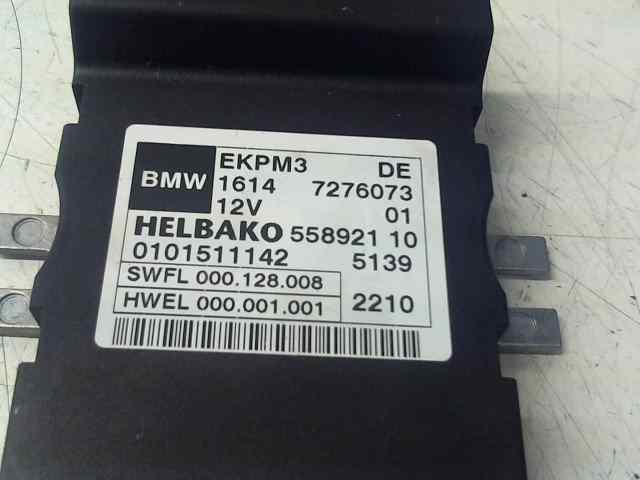 BMW EKPM3 DE
1614 7276073
12V 01
HELBAKO 558921 10
0101511142 5139
SWFL 000.128.008
HWEL 000.001.001 2210